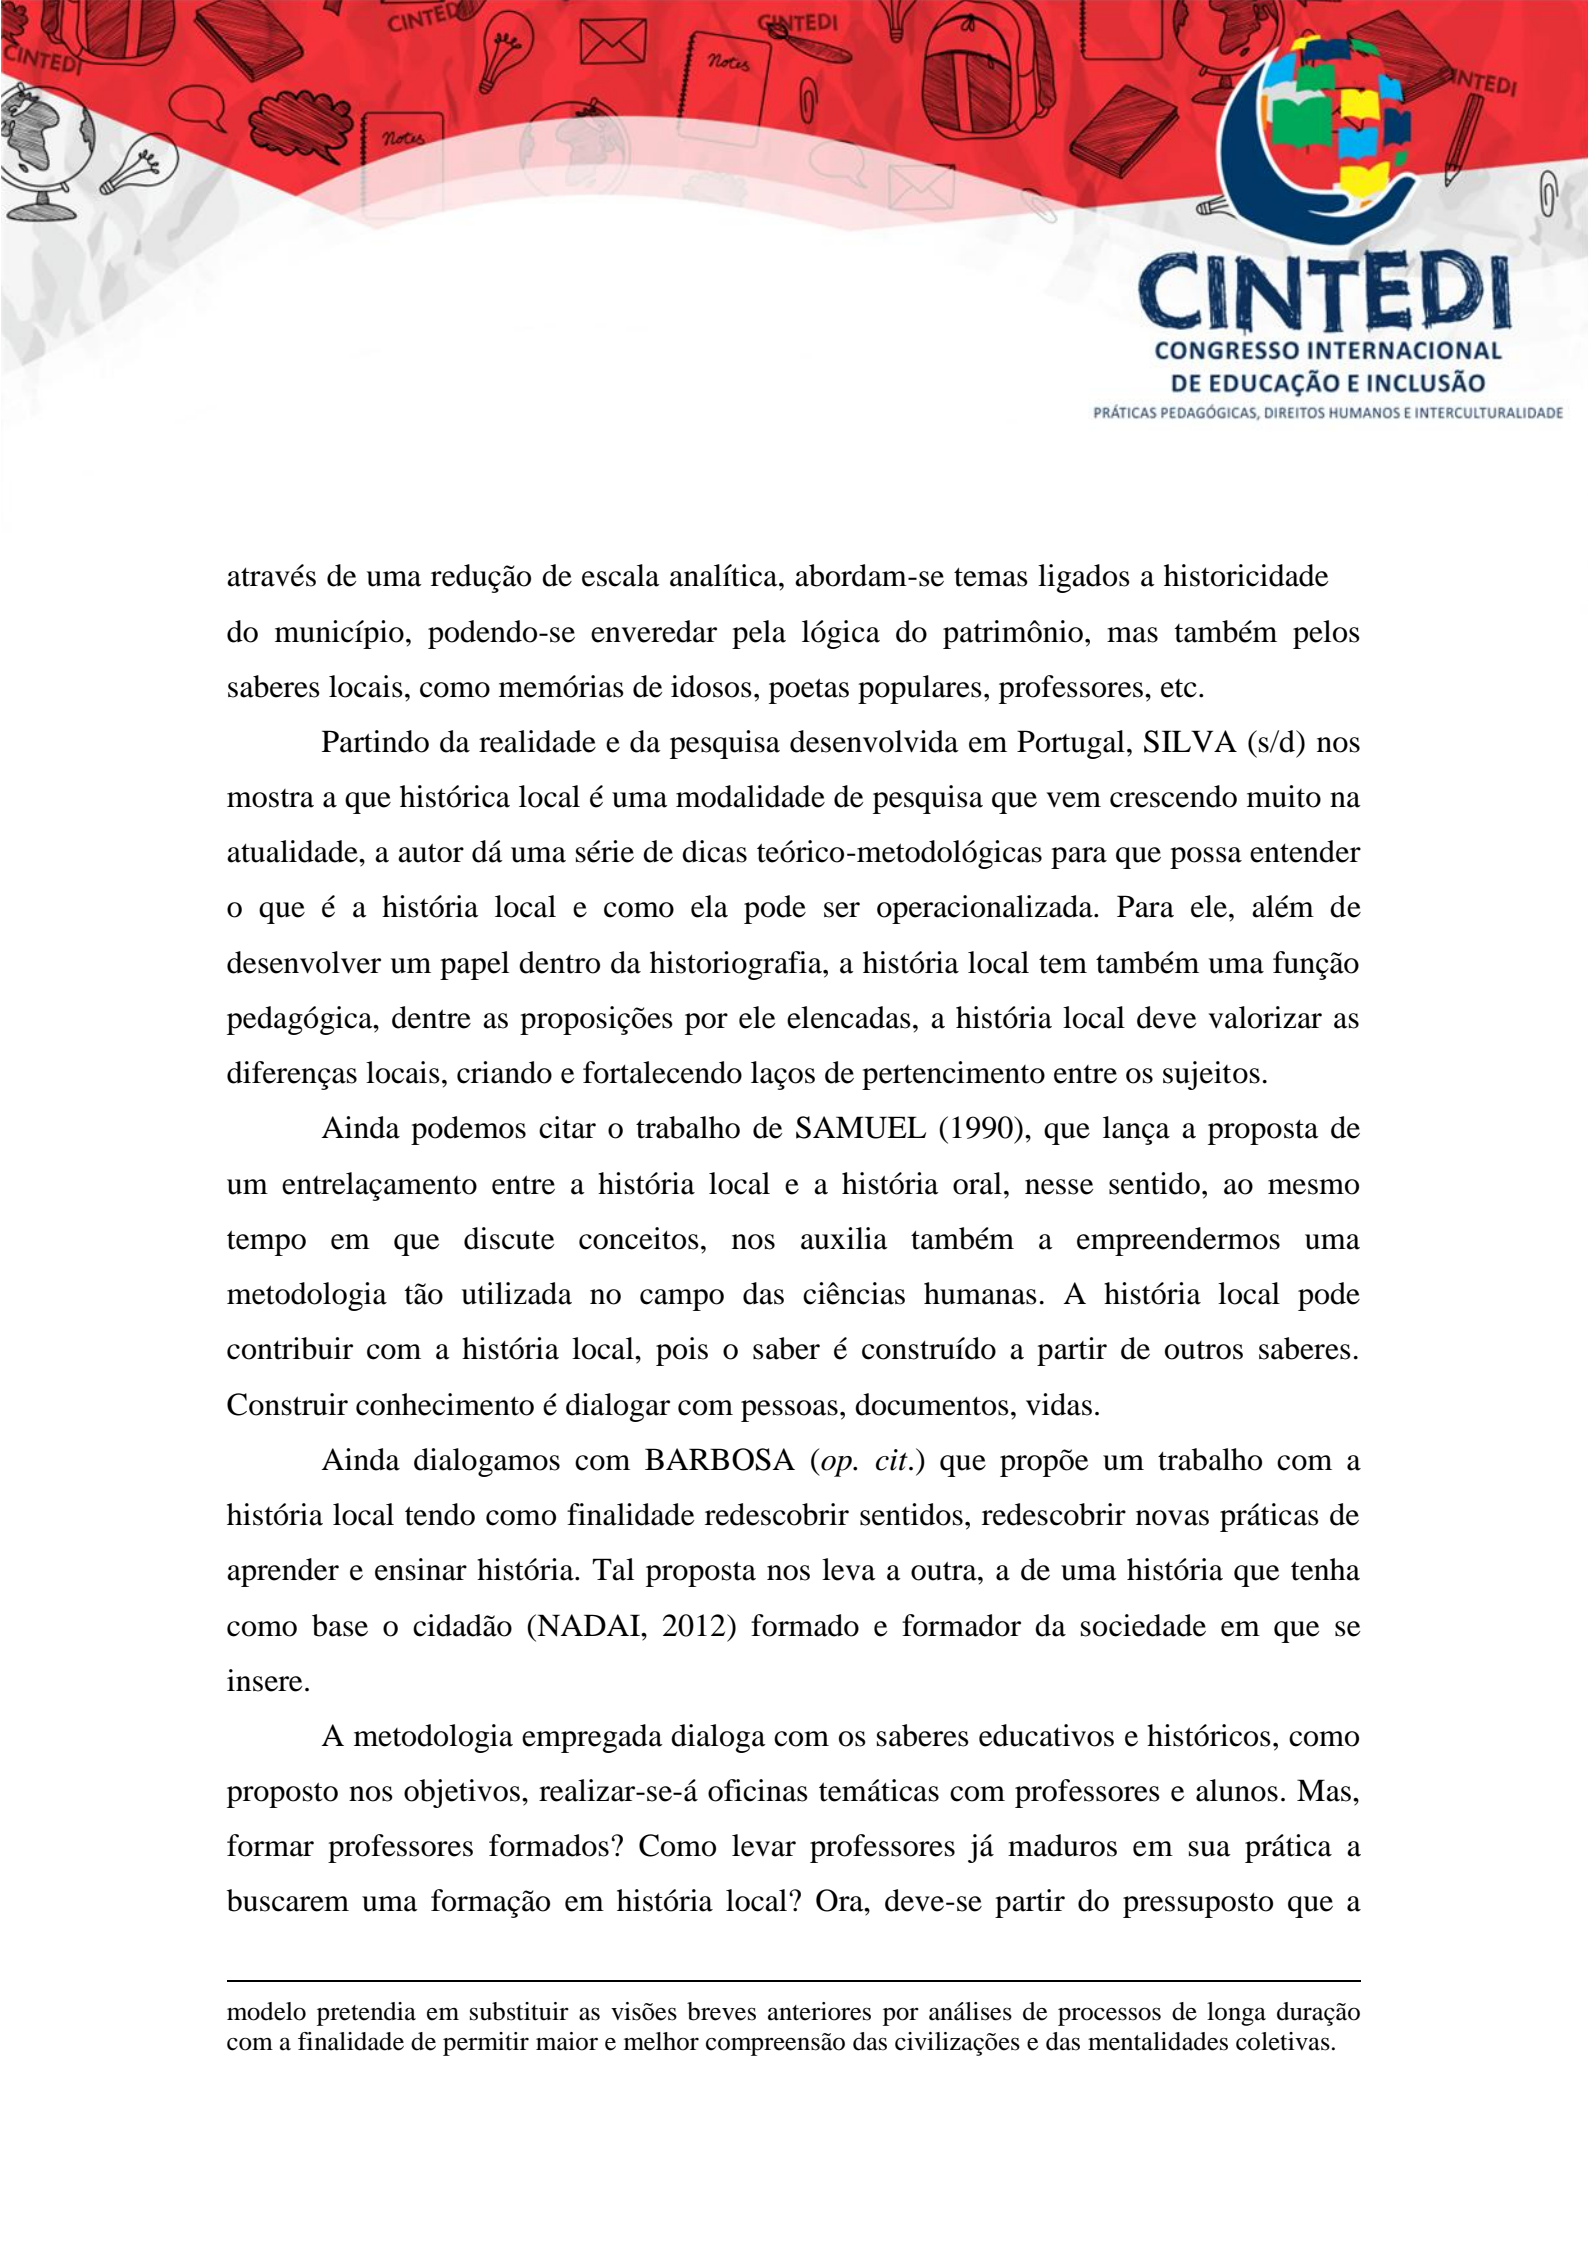 CINTEDI
CINTEDI
CINTEDI
INTEDI
Notes
Notes
CINTEDI
CONGRESSO INTERNACIONAL
DE EDUCAÇÃO E INCLUSÃO
PRÁTICAS PEDAGÓGICAS, DIREITOS HUMANOS E INTERCULTURALIDADE
através de uma redução de escala analítica, abordam-se temas ligados a historicidade
do município, podendo-se enveredar pela lógica do patrimônio, mas também pelos
saberes locais, como memórias de idosos, poetas populares, professores, etc.
Partindo da realidade e da pesquisa desenvolvida em Portugal, SILVA (s/d) nos
mostra a que histórica local é uma modalidade de pesquisa que vem crescendo muito na
atualidade, a autor dá uma série de dicas teórico-metodológicas para que possa entender
o que é a história local e como ela pode ser operacionalizada. Para ele, além de
desenvolver um papel dentro da historiografia, a história local tem também uma função
pedagógica, dentre as proposições por ele elencadas, a história local deve valorizar as
diferenças locais, criando e fortalecendo laços de pertencimento entre os sujeitos.
Ainda podemos citar o trabalho de SAMUEL (1990), que lança a proposta de
um entrelaçamento entre a história local e a história oral, nesse sentido, ao mesmo
tempo em que discute conceitos, nos auxilia também a empreendermos uma
metodologia tão utilizada no campo das ciências humanas. A história local pode
contribuir com a história local, pois o saber é construído a partir de outros saberes.
Construir conhecimento é dialogar com pessoas, documentos, vidas.
Ainda dialogamos com BARBOSA (op. cit.) que propõe um trabalho com a
história local tendo como finalidade redescobrir sentidos, redescobrir novas práticas de
aprender e ensinar história. Tal proposta nos leva a outra, a de uma história que tenha
como base o cidadão (NADAI, 2012) formado e formador da sociedade em que se
insere.
A metodologia empregada dialoga com os saberes educativos e históricos, como
proposto nos objetivos, realizar-se-á oficinas temáticas com professores e alunos. Mas,
formar professores formados? Como levar professores já maduros em sua prática a
buscarem uma formação em história local? Ora, deve-se partir do pressuposto que a
modelo pretendia em substituir as visões breves anteriores por análises de processos de longa duração
com a finalidade de permitir maior e melhor compreensão das civilizações e das mentalidades coletivas.